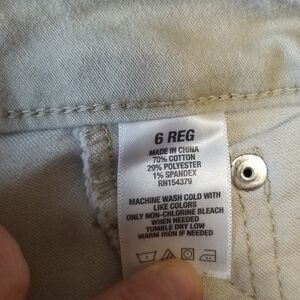 6 REG
MADE IN CHINA
70% COTTON
29% POLYESTER
1% SPANDEX
RN154379
MACHINE WASH COLD WITH
LIKE COLORS
ONLY NON-CHLORINE BLEACH
WHEN NEEDED
TUMBLE DRY LOW
WARM IRON IF NEEDED